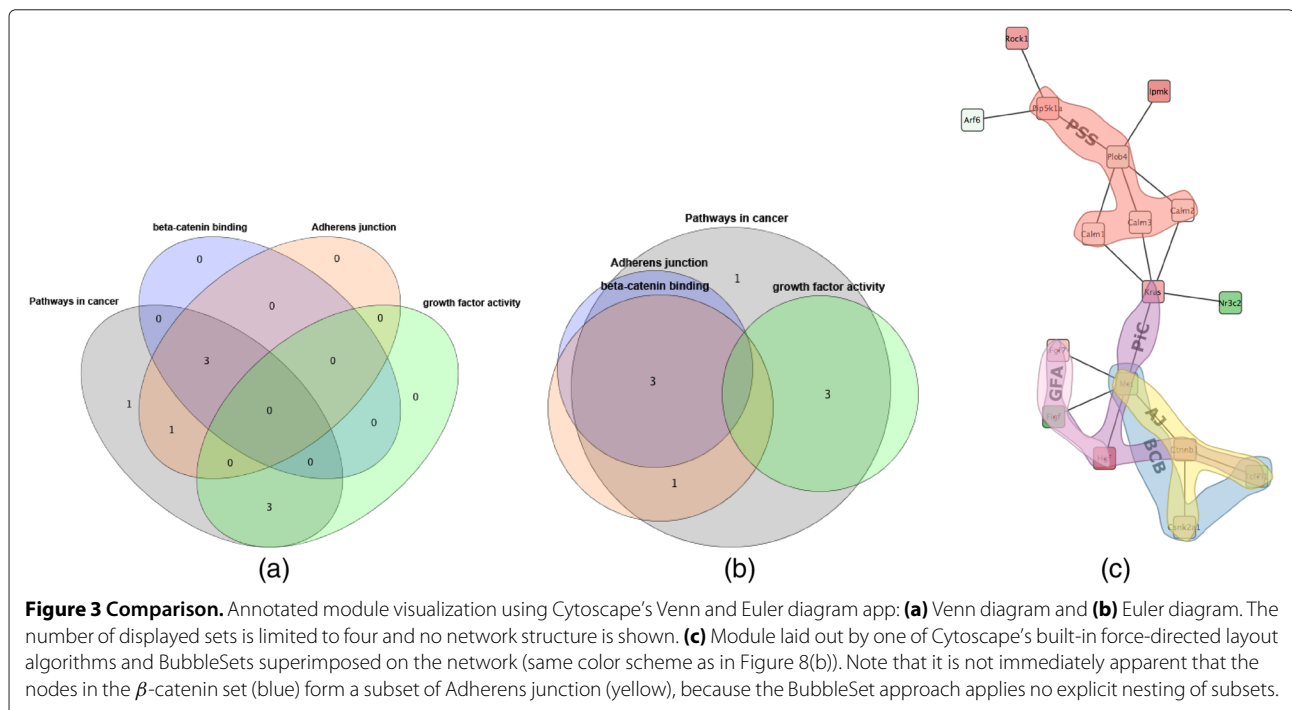 beta-catenin binding
Adherens junction
Pathways in cancer
growth factor activity
0
0
0
0
0
3
0
0
1
0
1
0
0
0
3
(a)
Pathways in cancer
Adherens junction
beta-catenin binding
growth factor activity
1
3
3
1
(b)
Rock1
Ipmk
Pip5k1a
Arf6
PSS
Plcb4
Calm2
Calm3
Calm1
Kras
Nr3c2
PiC
GFA
Met
AJ
BCB
Ctnnb1
Csnk2a1
(c)
Figure 3 Comparison. Annotated module visualization using Cytoscape's Venn and Euler diagram app: (a) Venn diagram and (b) Euler diagram. The
number of displayed sets is limited to four and no network structure is shown. (c) Module laid out by one of Cytoscape's built-in force-directed layout
algorithms and BubbleSets superimposed on the network (same color scheme as in Figure 8(b)). Note that it is not immediately apparent that the
nodes in the β-catenin set (blue) form a subset of Adherens junction (yellow), because the BubbleSet approach applies no explicit nesting of subsets.